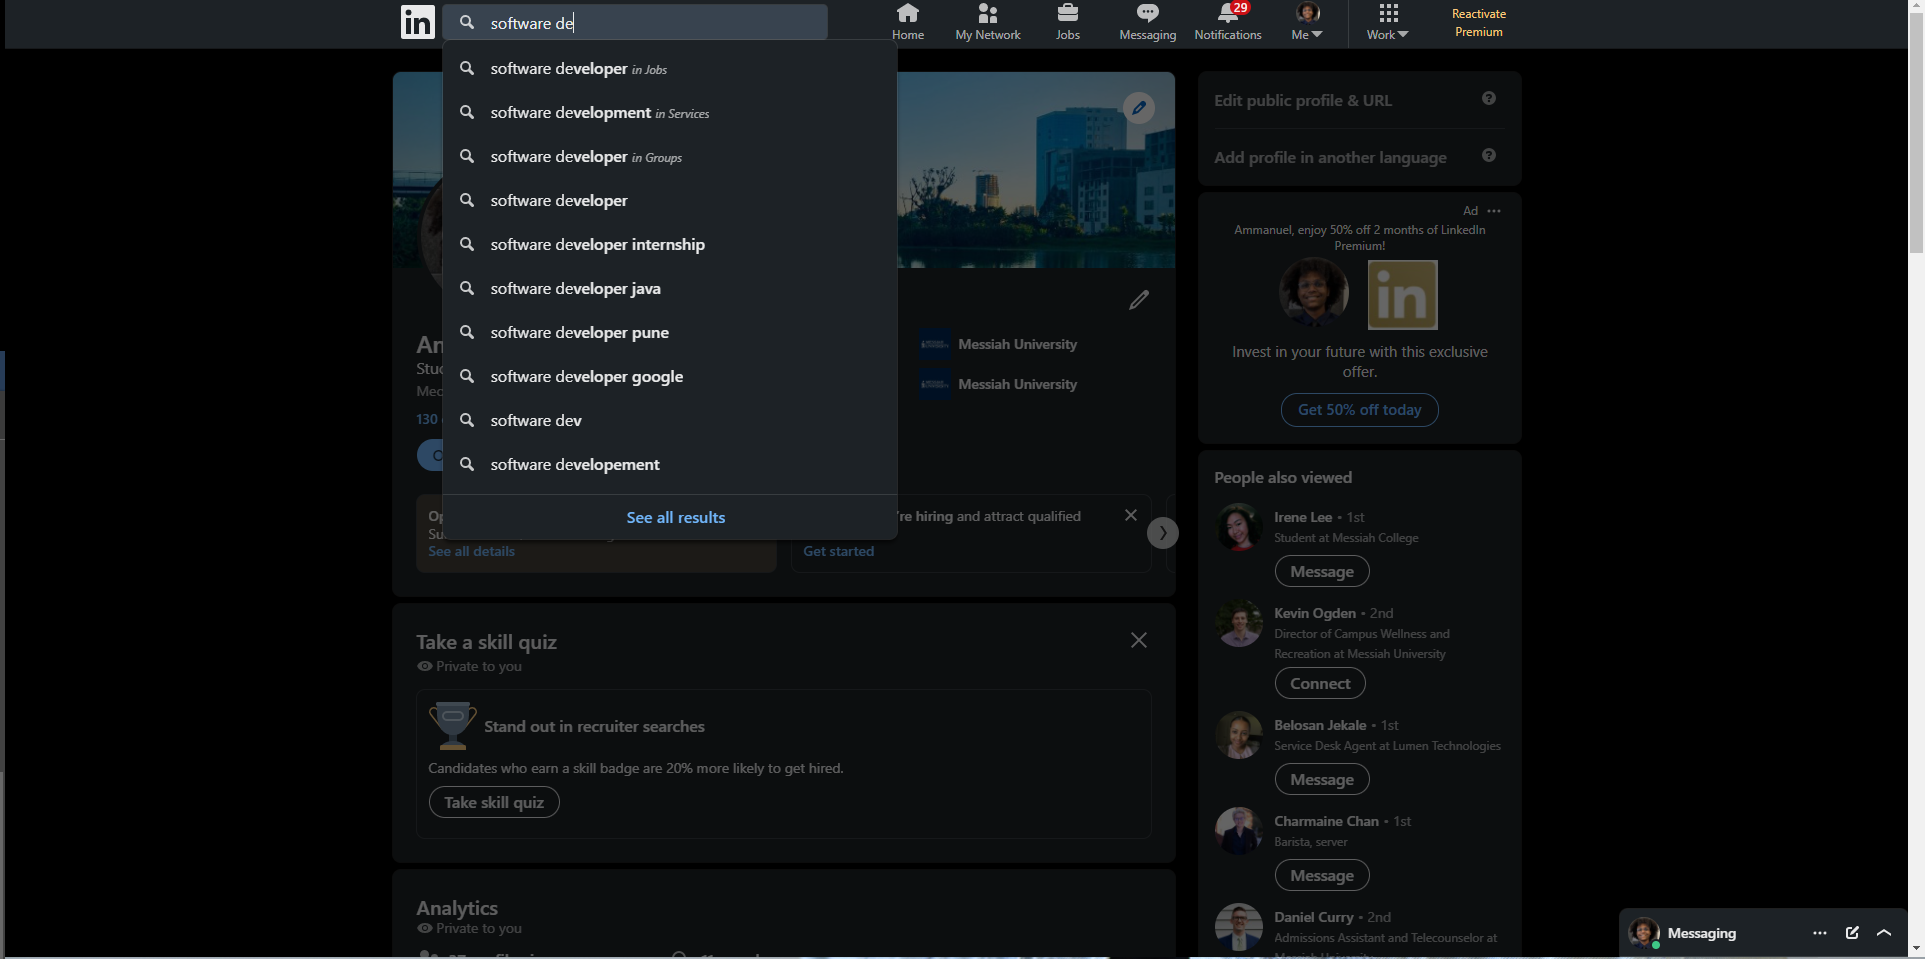 in
software de
Home
My Network
Jobs
Messaging
29
Notifications
Me
Work
Reactivate
Premium
software developer in Jobs
software development in Services
software developer in Groups
software developer
software developer internship
software developer java
software developer pune
software developer google
software dev
software developement
See all results
130
Messiah University
Messiah University
See all details
're hiring and attract qualified
Get started
Take a skill quiz
Private to you
Stand out in recruiter searches
Candidates who earn a skill badge are 20% more likely to get hired.
Take skill quiz
Analytics
Private to you
Edit public profile & URL
Add profile in another language
Ad
Ammanuel, enjoy 50% off 2 months of LinkedIn
Premium!
in
Invest in your future with this exclusive
offer.
Get 50% off today
People also viewed
Irene Lee • 1st
Student at Messiah College
Message
Kevin Ogden • 2nd
Director of Campus Wellness and
Recreation at Messiah University
Connect
Belosan Jekale • 1st
Service Desk Agent at Lumen Technologies
Message
Charmaine Chan • 1st
Barista, server
Message
Daniel Curry • 2nd
Admissions Assistant and Telecounselor at
Messaging